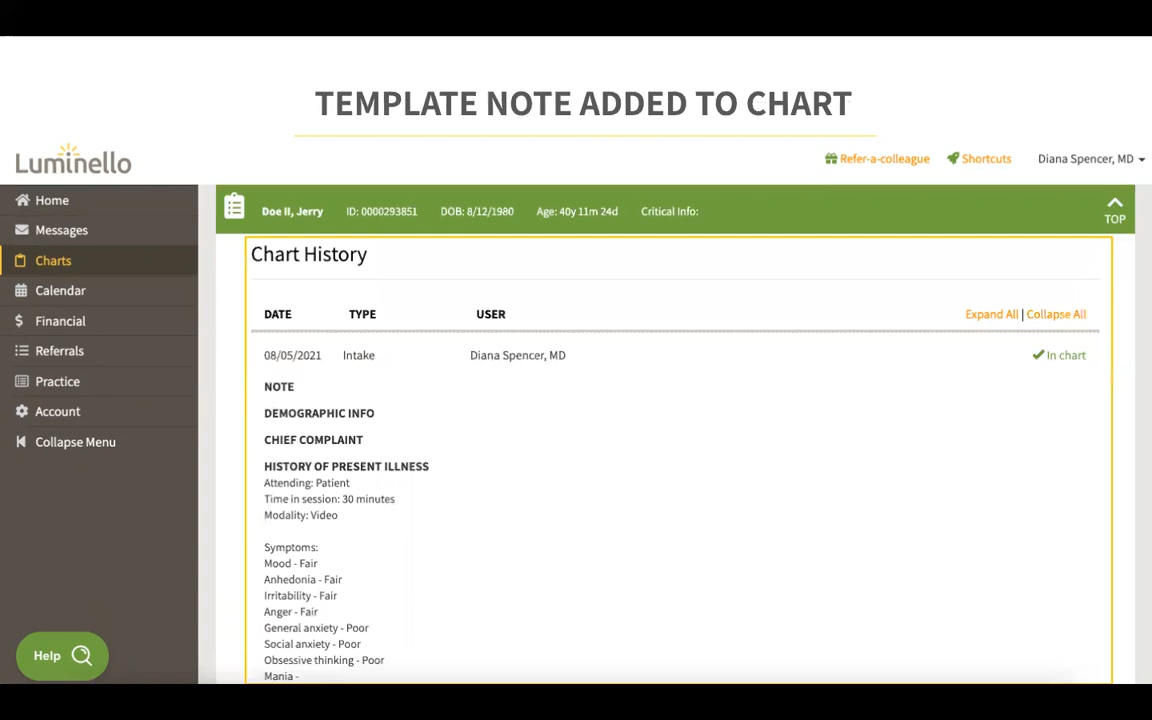 TEMPLATE NOTE ADDED TO CHART
Luminello
Refer-a-colleague Shortcuts Diana Spencer, MD
Home
Messages
Charts
Calendar
Financial
Referrals
Practice
Account
Collapse Menu
Help
Doe II, Jerry ID: 0000293851 DOB: 8/12/1980 Age: 40y 11m 24d Critical Info:
TOP
Chart History
DATE TYPE USER Expand All | Collapse All
08/05/2021 Intake Diana Spencer, MD In chart
NOTE
DEMOGRAPHIC INFO
CHIEF COMPLAINT
HISTORY OF PRESENT ILLNESS
Attending: Patient
Time in session: 30 minutes
Modality: Video
Symptoms:
Mood - Fair
Anhedonia - Fair
Irritability - Fair
Anger - Fair
General anxiety - Poor
Social anxiety - Poor
Obsessive thinking - Poor
Mania -